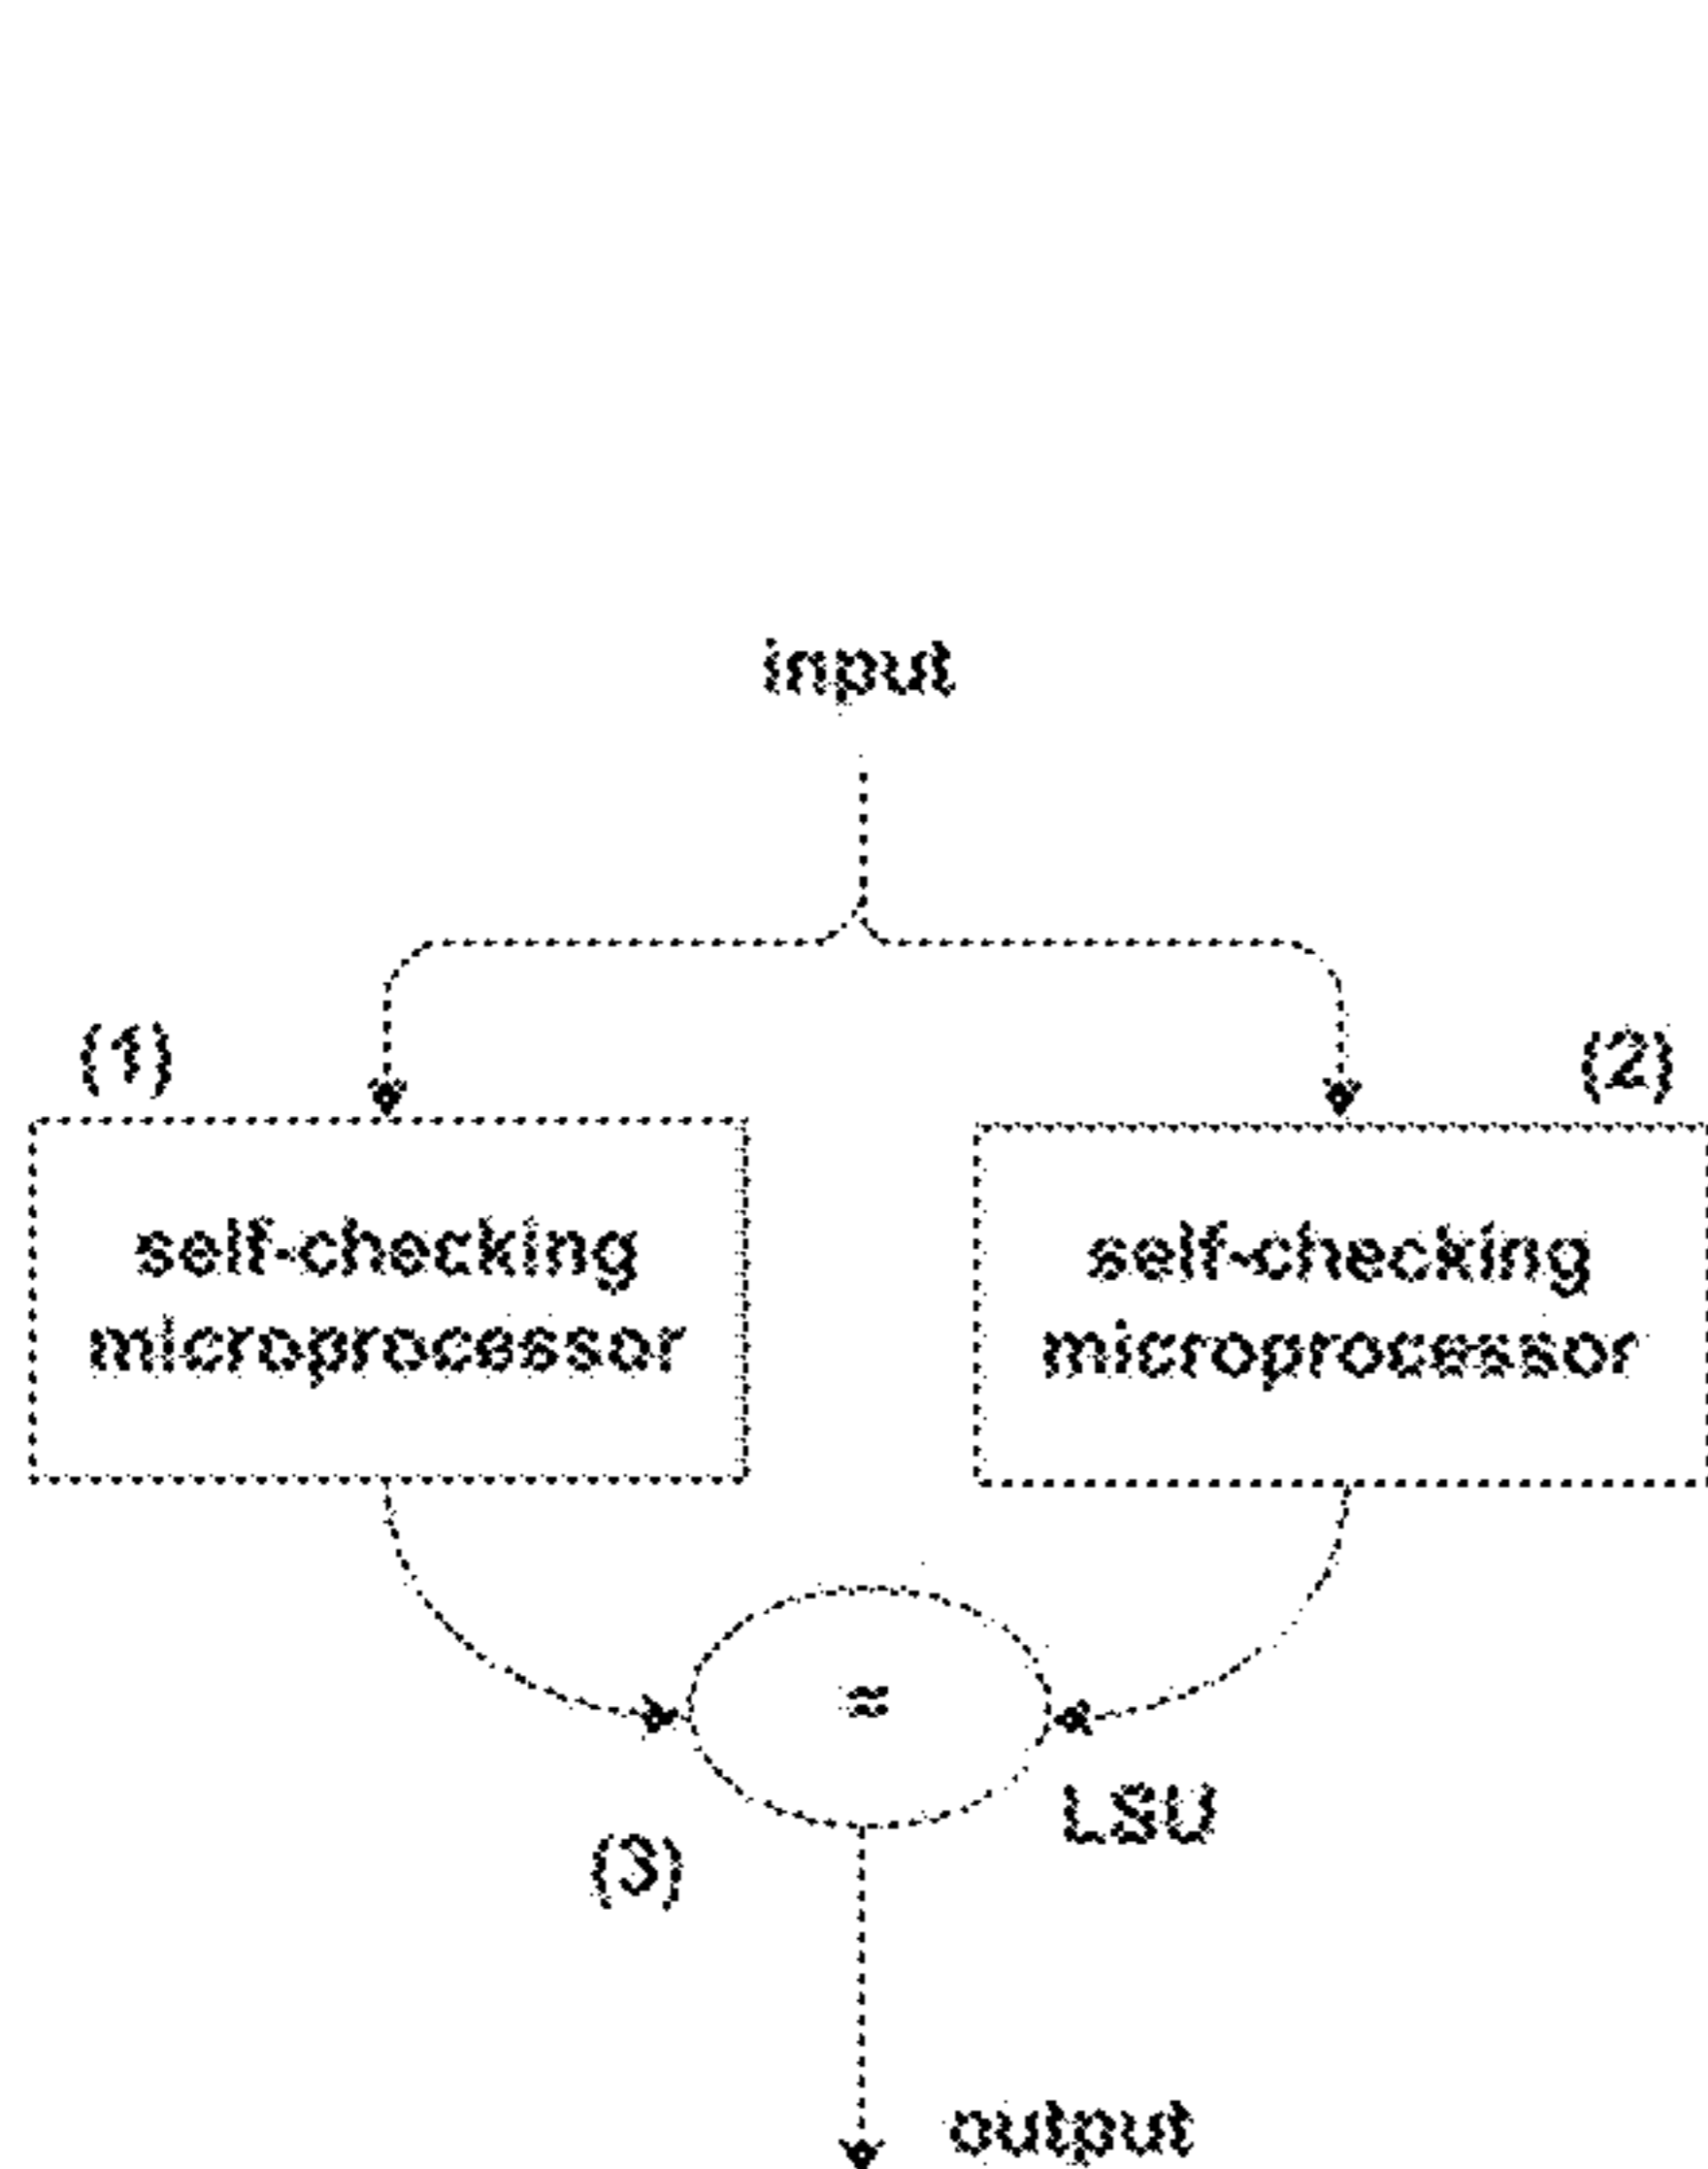 input
(1)
(2)
self-checking
microprocessor
self-checking
microprocessor
=
LSU
(3)
output